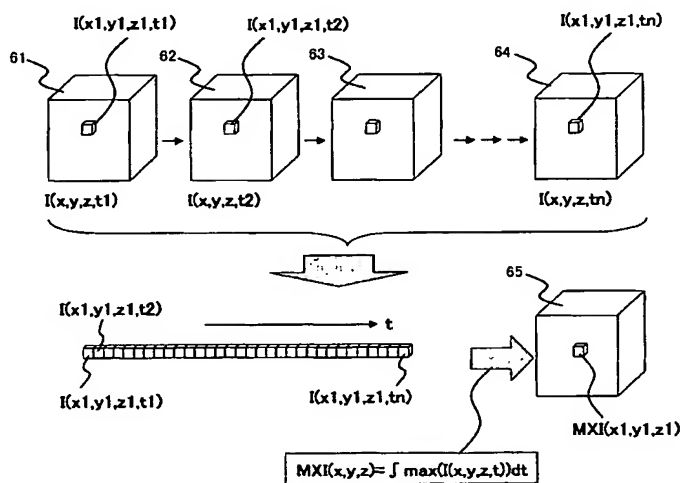 I(x1,y1,z1,t1)
I(x1,y1,z1,t2)
I(x1,y1,z1,tn)
61
62
63
64
I(x,y,z,t1)
I(x,y,z,t2)
I(x,y,z,tn)
65
I(x1,y1,z1,t2)
t
I(x1,y1,z1,t1)
I(x1,y1,z1,tn)
MXI(x1,y1,z1)
MXI(x,y,z)=∫ max(I(x,y,z,t))dt